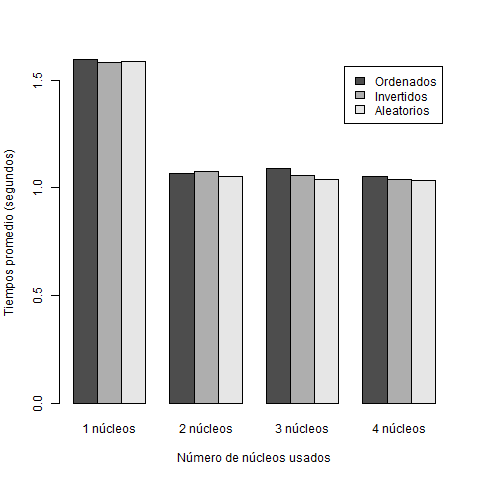 Tiempos promedio (segundos)
1.5
1.0
0.5
0.0
Ordenados
Invertidos
Aleatorios
1 núcleos 2 núcleos 3 núcleos 4 núcleos
Número de núcleos usados